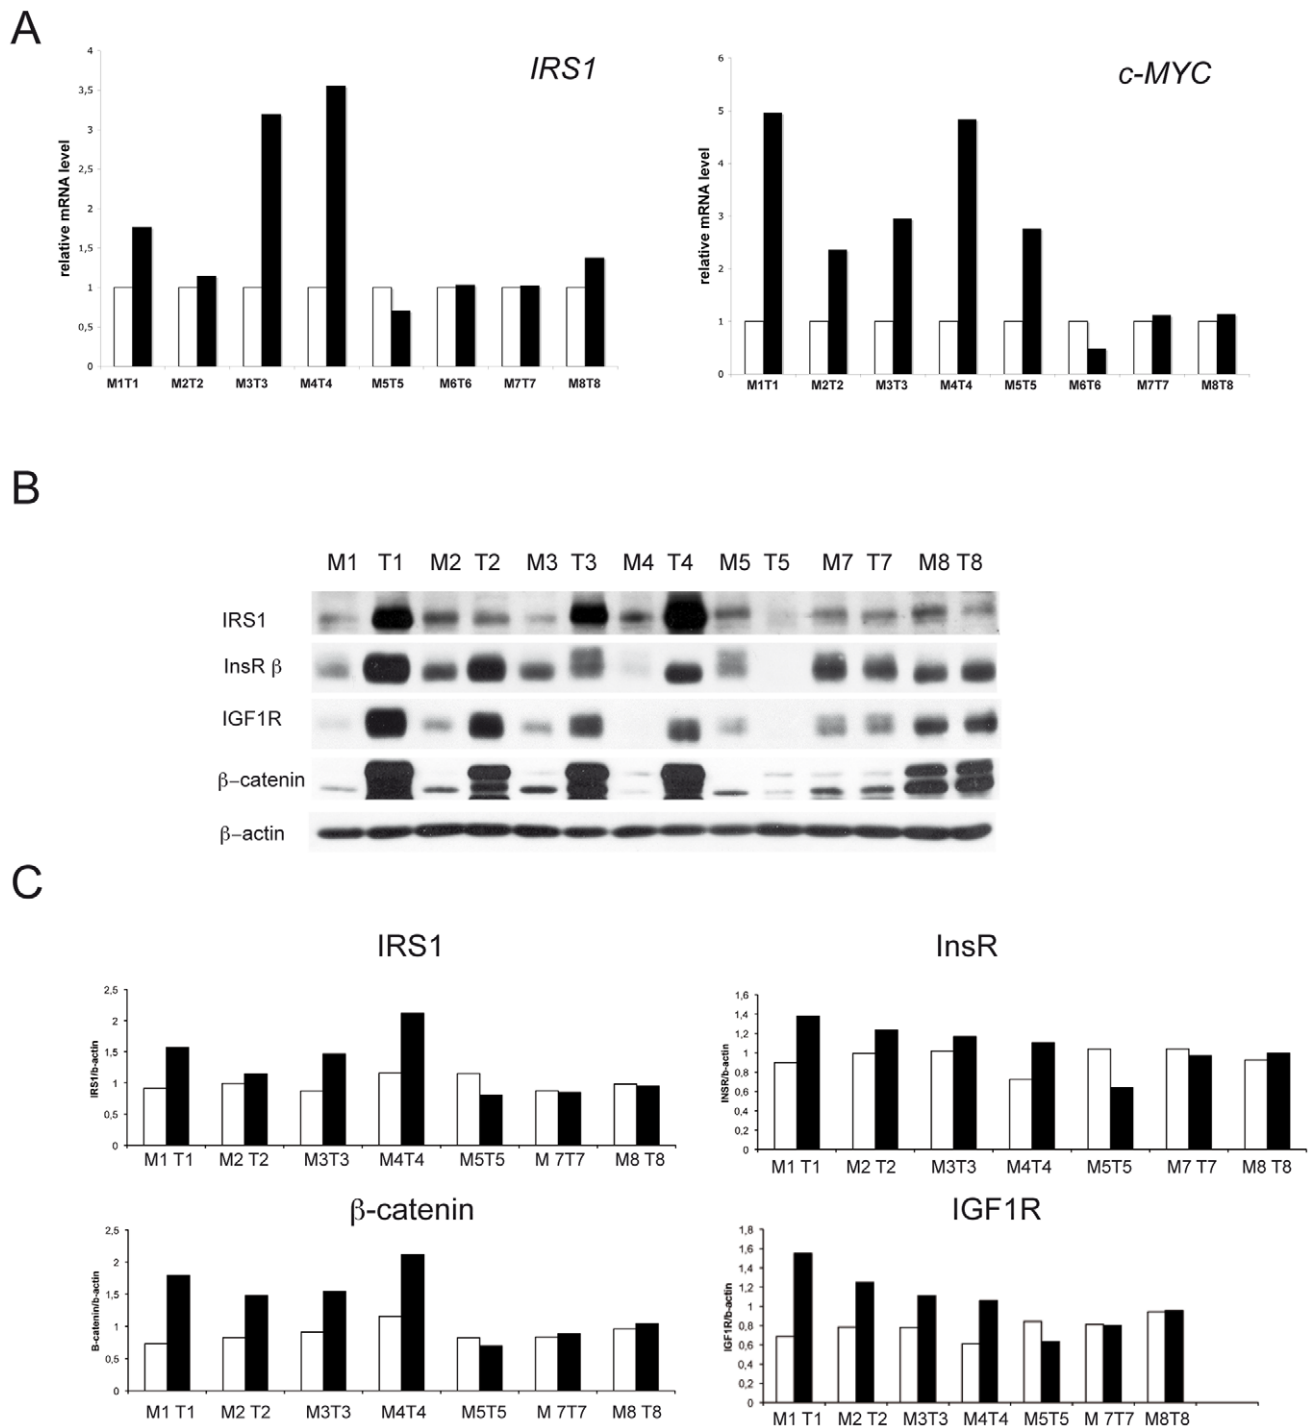 A
IRS1
relative mRNA level
4
3,5
3
2,5
2
1,5
1
0,5
0
M1T1 M2T2 M3T3 M4T4 M5T5 M6T6 M7T7 M8T8
c-MYC
relative mRNA level
6
5
4
3
2
1
0
M1T1 M2T2 M3T3 M4T4 M5T5 M6T6 M7T7 M8T8
B
M1 T1 M2 T2 M3 T3 M4 T4 M5 T5 M7 T7 M8 T8
IRS1
InsR β
IGF1R
β–catenin
β–actin
C
IRS1
IRS1/b-actin
2,5
2
1,5
1
0,5
0
M1 T1 M2 T2 M3T3 M4T4 M5T5 M 7T7 M8 T8
InsR
INSR/b-actin
1,6
1,4
1,2
1
0,8
0,6
0,4
0,2
0
M1 T1 M2 T2 M3T3 M4T4 M5T5 M7 T7 M8 T8
β-catenin
B-catenin/b-actin
2,5
2
1,5
1
0,5
0
M1 T1 M2 T2 M3T3 M4T4 M5T5 M 7T7 M8 T8
IGF1R
IGF1R/b-actin
1,8
1,6
1,4
1,2
1
0,8
0,6
0,4
0,2
0
M1 T1 M2 T2 M3T3 M4T4 M5T5 M 7T7 M8T8